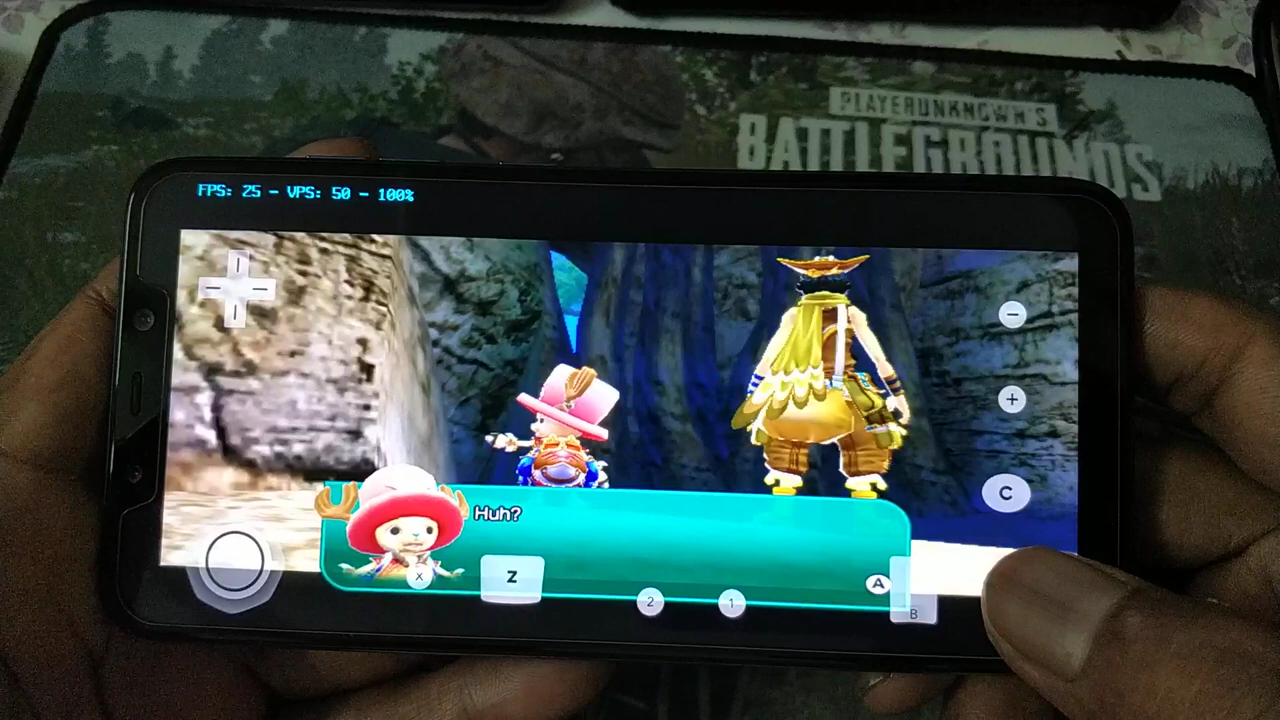 PLAYERUNKNOWN'S
BATTLEGROUNDS
FPS: 25 - VPS: 50 - 100%
C
Huh?
X
Z
2
1
A
B